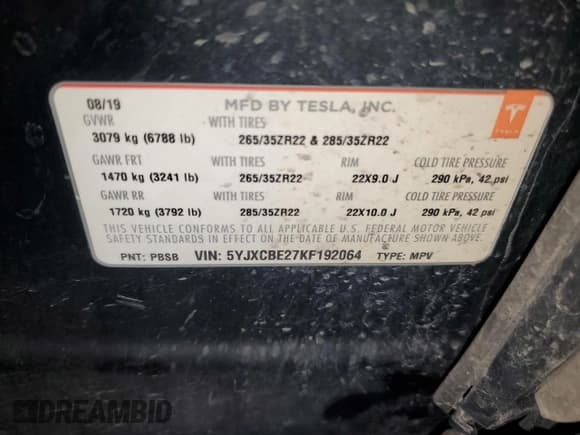 08/19 MFD BY TESLA, INC.
GVWR WITH TIRES
3079 kg (6788 lb) 265/35ZR22 & 285/35ZR22
GAWR FRT WITH TIRES RIM COLD TIRE PRESSURE
1470 kg (3241 lb) 265/35ZR22 22X9.0 J 290 kPa, 42 psi
GAWR RR WITH TIRES RIM COLD TIRE PRESSURE
1720 kg (3792 lb) 285/35ZR22 22X10.0 J 290 kPa, 42 psi
THIS VEHICLE CONFORMS TO ALL APPLICABLE U.S. FEDERAL MOTOR VEHICLE
SAFETY STANDARDS IN EFFECT ON THE DATE OF MANUFACTURE SHOWN ABOVE.
PNT: PBSB VIN: 5YJXCBE27KF192064 TYPE: MPV
TESLA
DREAMBID